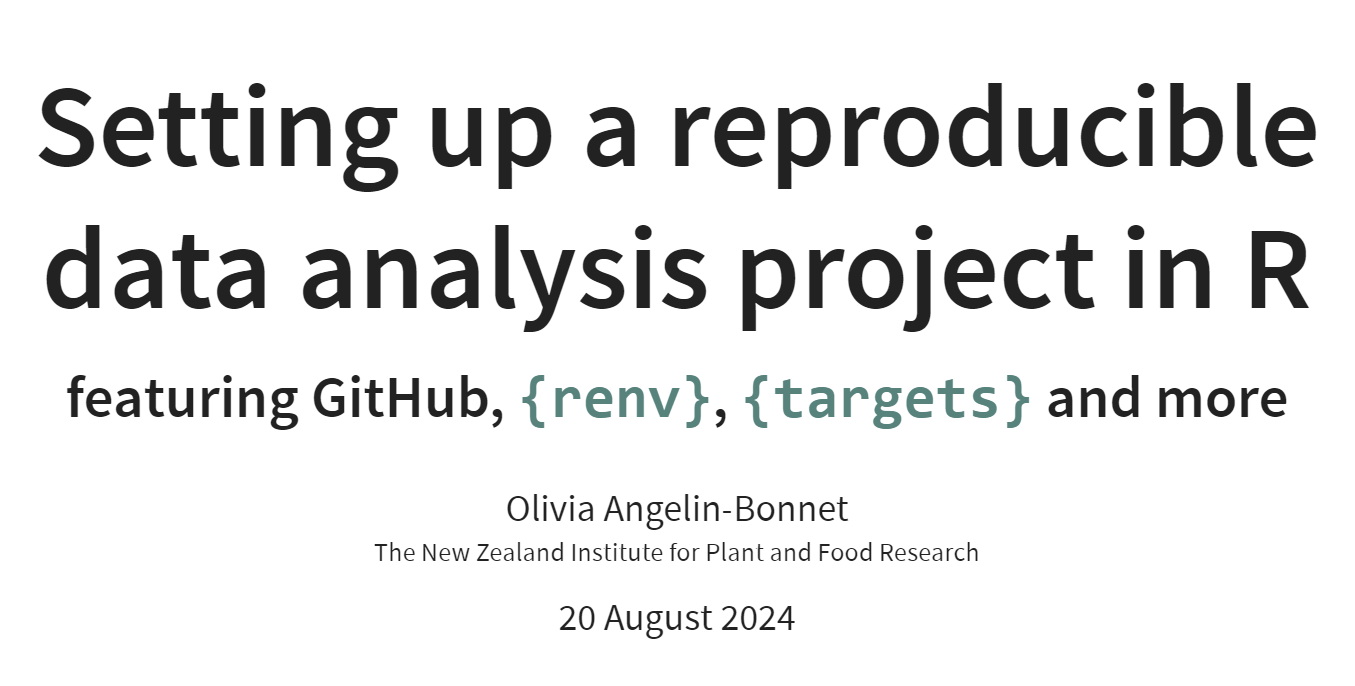 Setting up a reproducible
data analysis project in R
featuring GitHub, {renv}, {targets} and more
Olivia Angelin-Bonnet
The New Zealand Institute for Plant and Food Research
20 August 2024